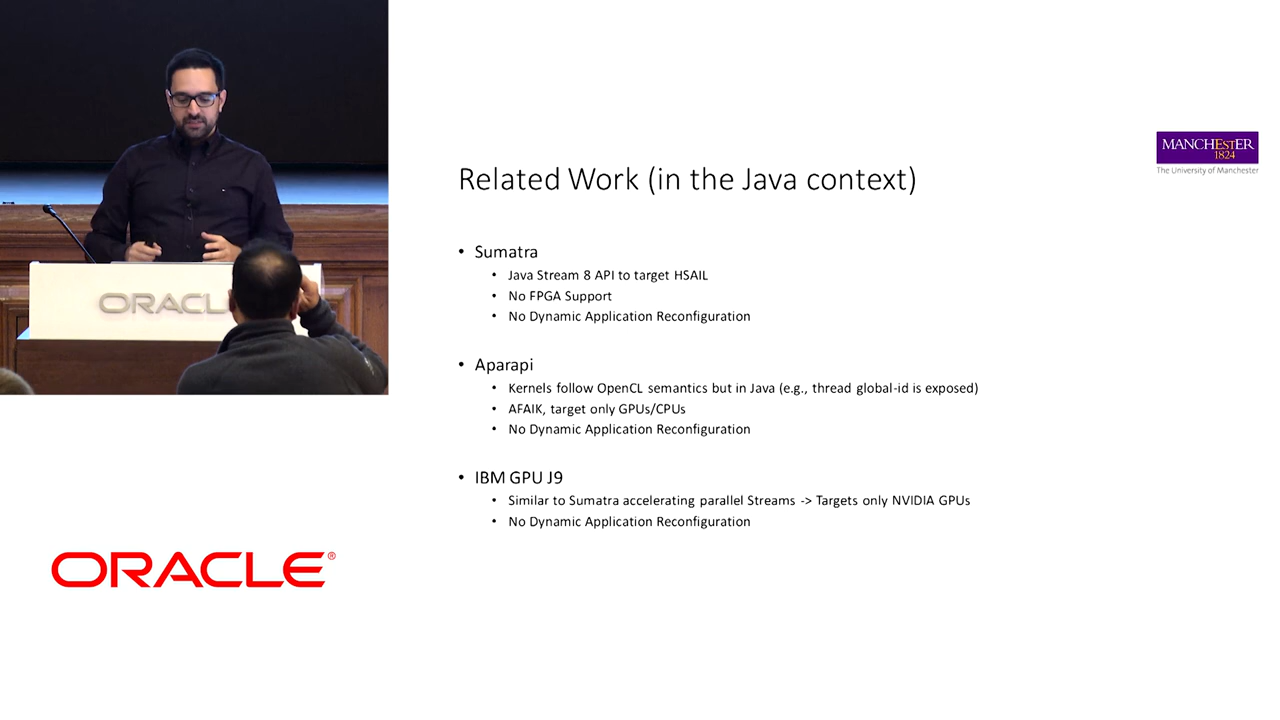 MANCHESTER
1824
The University of Manchester
Related Work (in the Java context)
• Sumatra
• Java Stream 8 API to target HSAIL
• No FPGA Support
• No Dynamic Application Reconfiguration
• Aparapi
• Kernels follow OpenCL semantics but in Java (e.g., thread global-id is exposed)
• AFAIK, target only GPUs/CPUs
• No Dynamic Application Reconfiguration
• IBM GPU J9
• Similar to Sumatra accelerating parallel Streams -> Targets only NVIDIA GPUs
• No Dynamic Application Reconfiguration
ORACL
ORACLE®